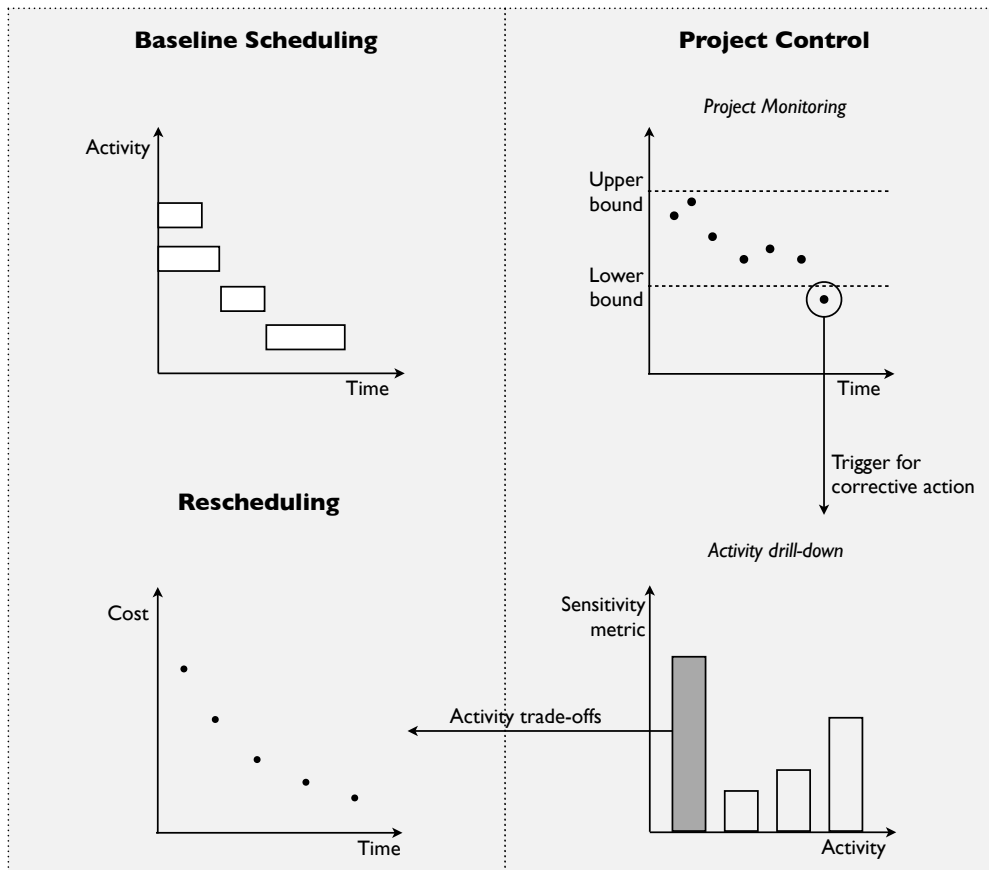 Baseline Scheduling
Activity
Time
Project Control
Project Monitoring
Upper
bound
Lower
bound
Time
Trigger for
corrective action
Rescheduling
Cost
Time
Activity drill-down
Sensitivity
metric
Activity trade-offs
Activity